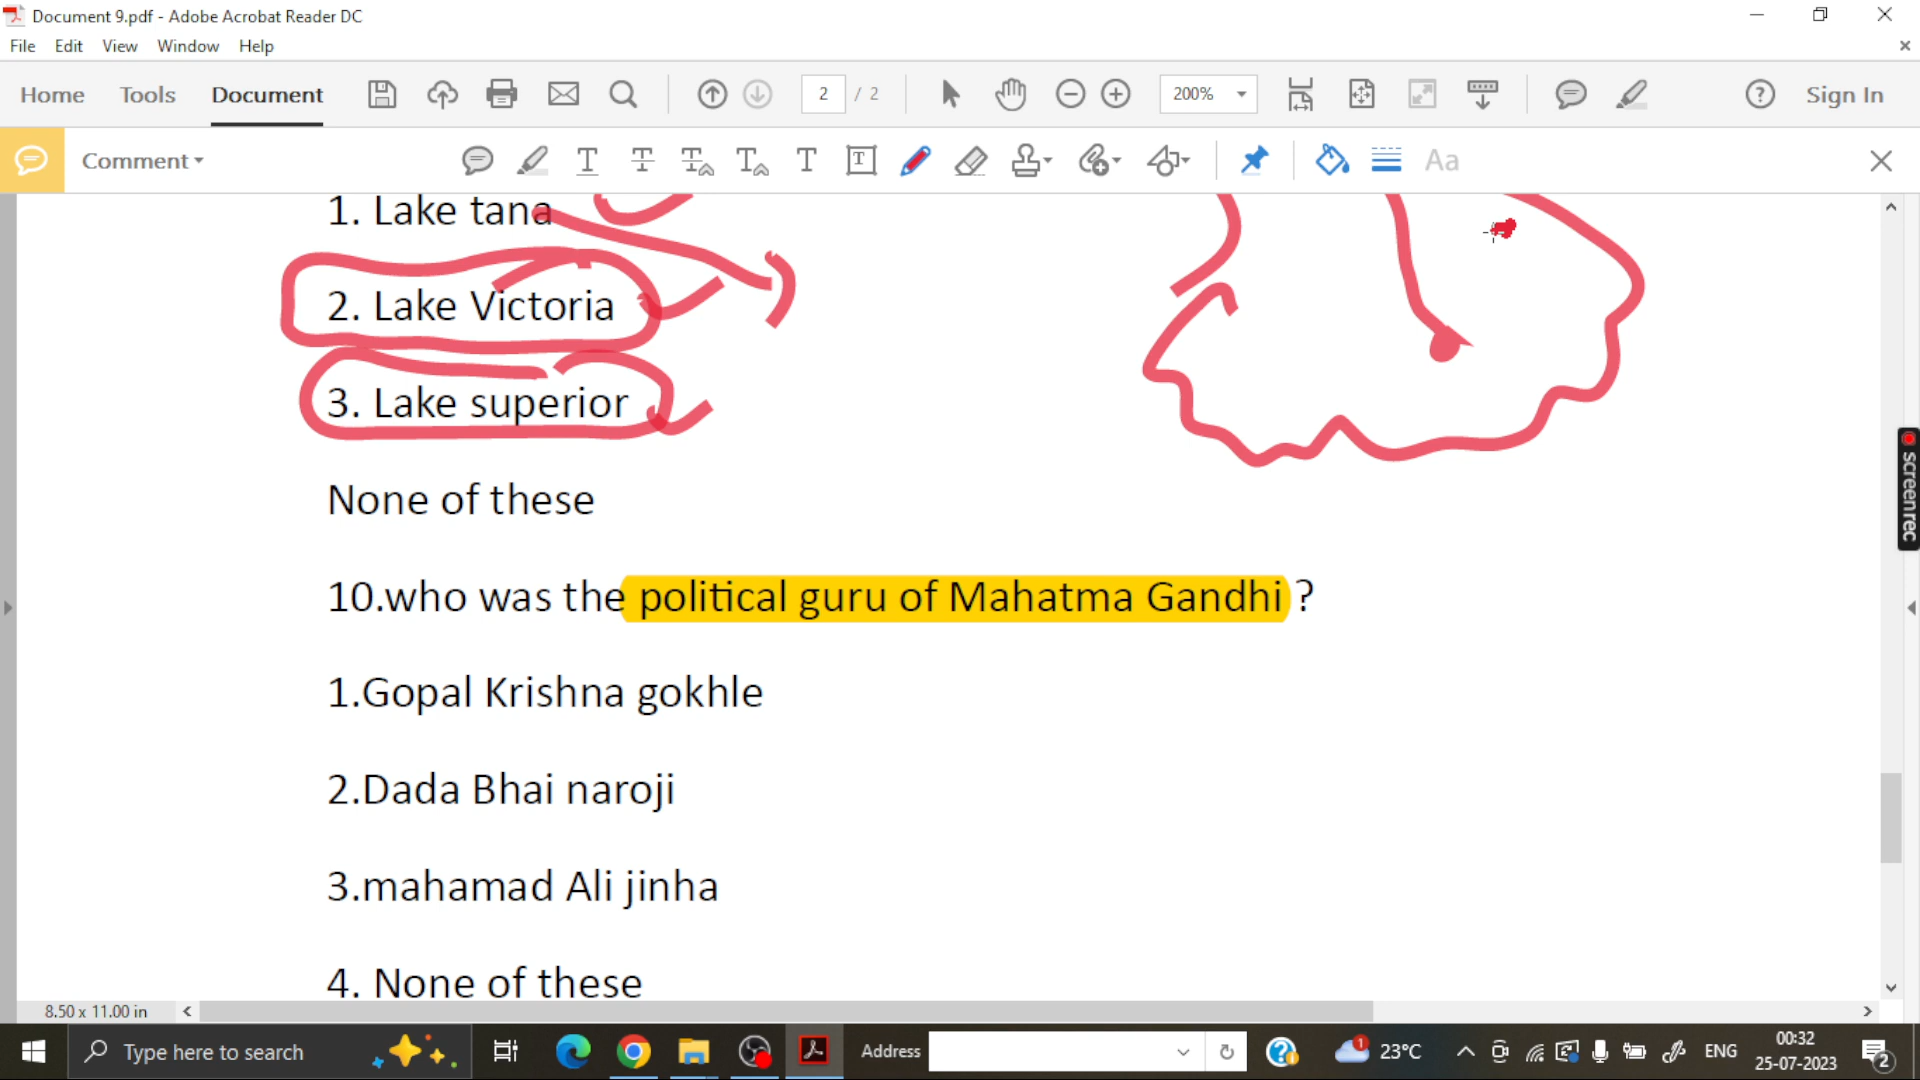 Document 9.pdf - Adobe Acrobat Reader DC
File Edit View Window Help
Home Tools Document 2 / 2 200% Sign In
Comment Aa
1. Lake tana
2. Lake Victoria
3. Lake superior
None of these
10.who was the political guru of Mahatma Gandhi ?
1.Gopal Krishna gokhle
2.Dada Bhai naroji
3.mahamad Ali jinha
4. None of these
screenrec
8.50 x 11.00 in
Type here to search Address 1 23°C ENG 00:32
25-07-2023 2